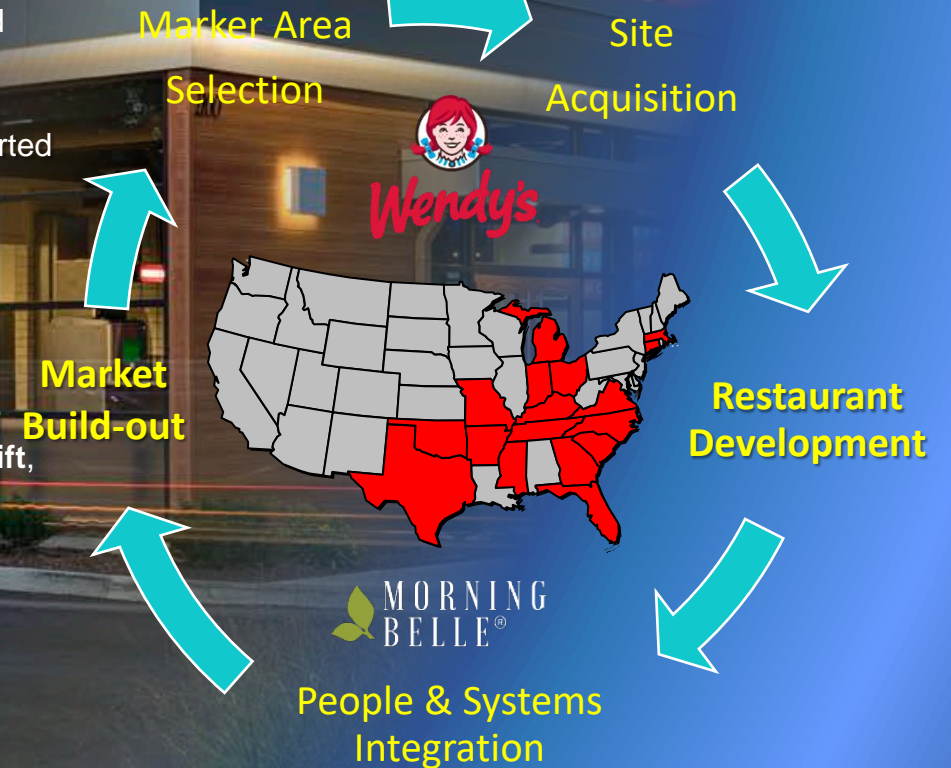 d
Marker Area
Selection
Site
Acquisition
rted
Wendy's
Market
Build-out
ift,
Restaurant
Development
MORNING
BELLE®
People & Systems
Integration